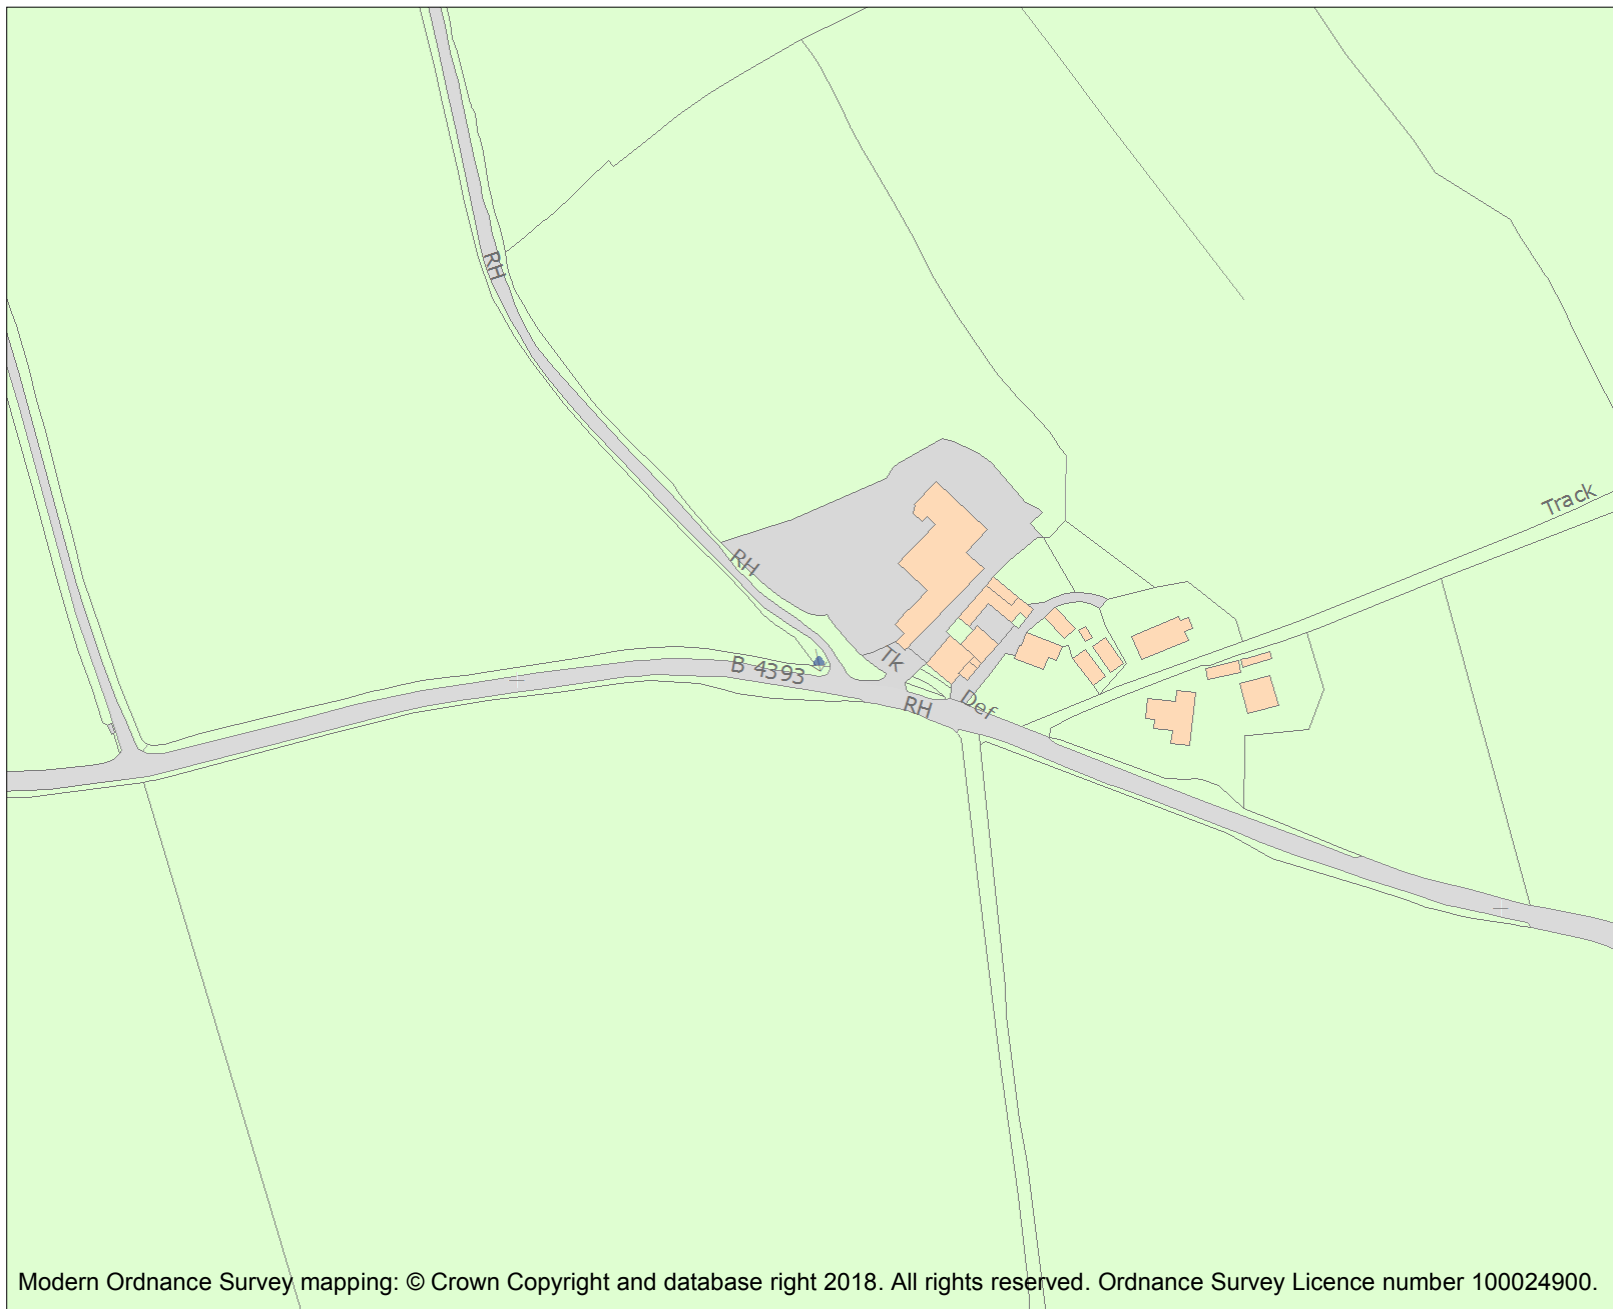 RH
Track
RH
Tk
B 4393
Def
RH
Modern Ordnance Survey mapping: © Crown Copyright and database right 2018. All rights reserved. Ordnance Survey Licence number 100024900.